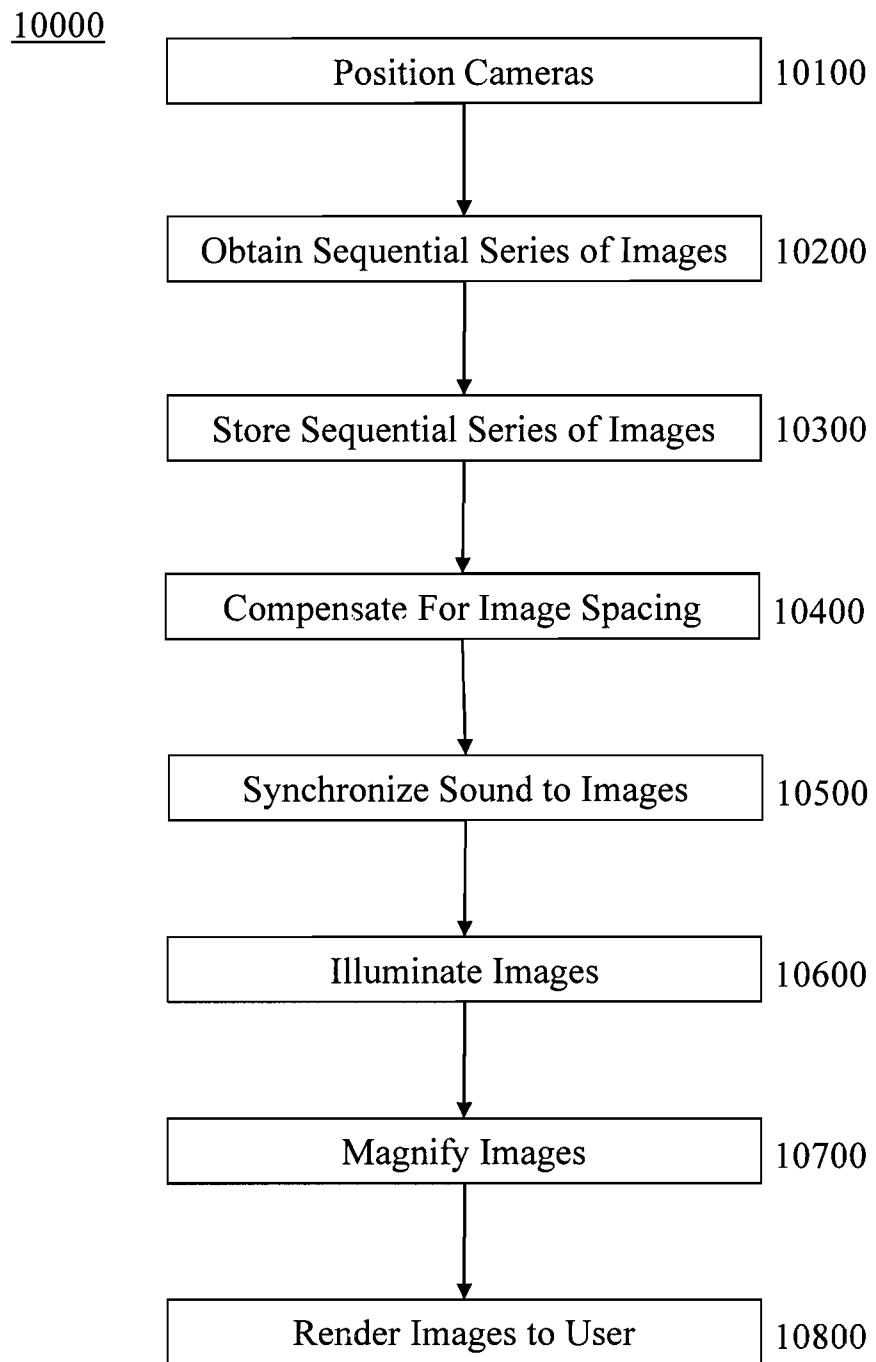 10000
Position Cameras 10100
Obtain Sequential Series of Images 10200
Store Sequential Series of Images 10300
Compensate For Image Spacing 10400
Synchronize Sound to Images 10500
Illuminate Images 10600
Magnify Images 10700
Render Images to User 10800